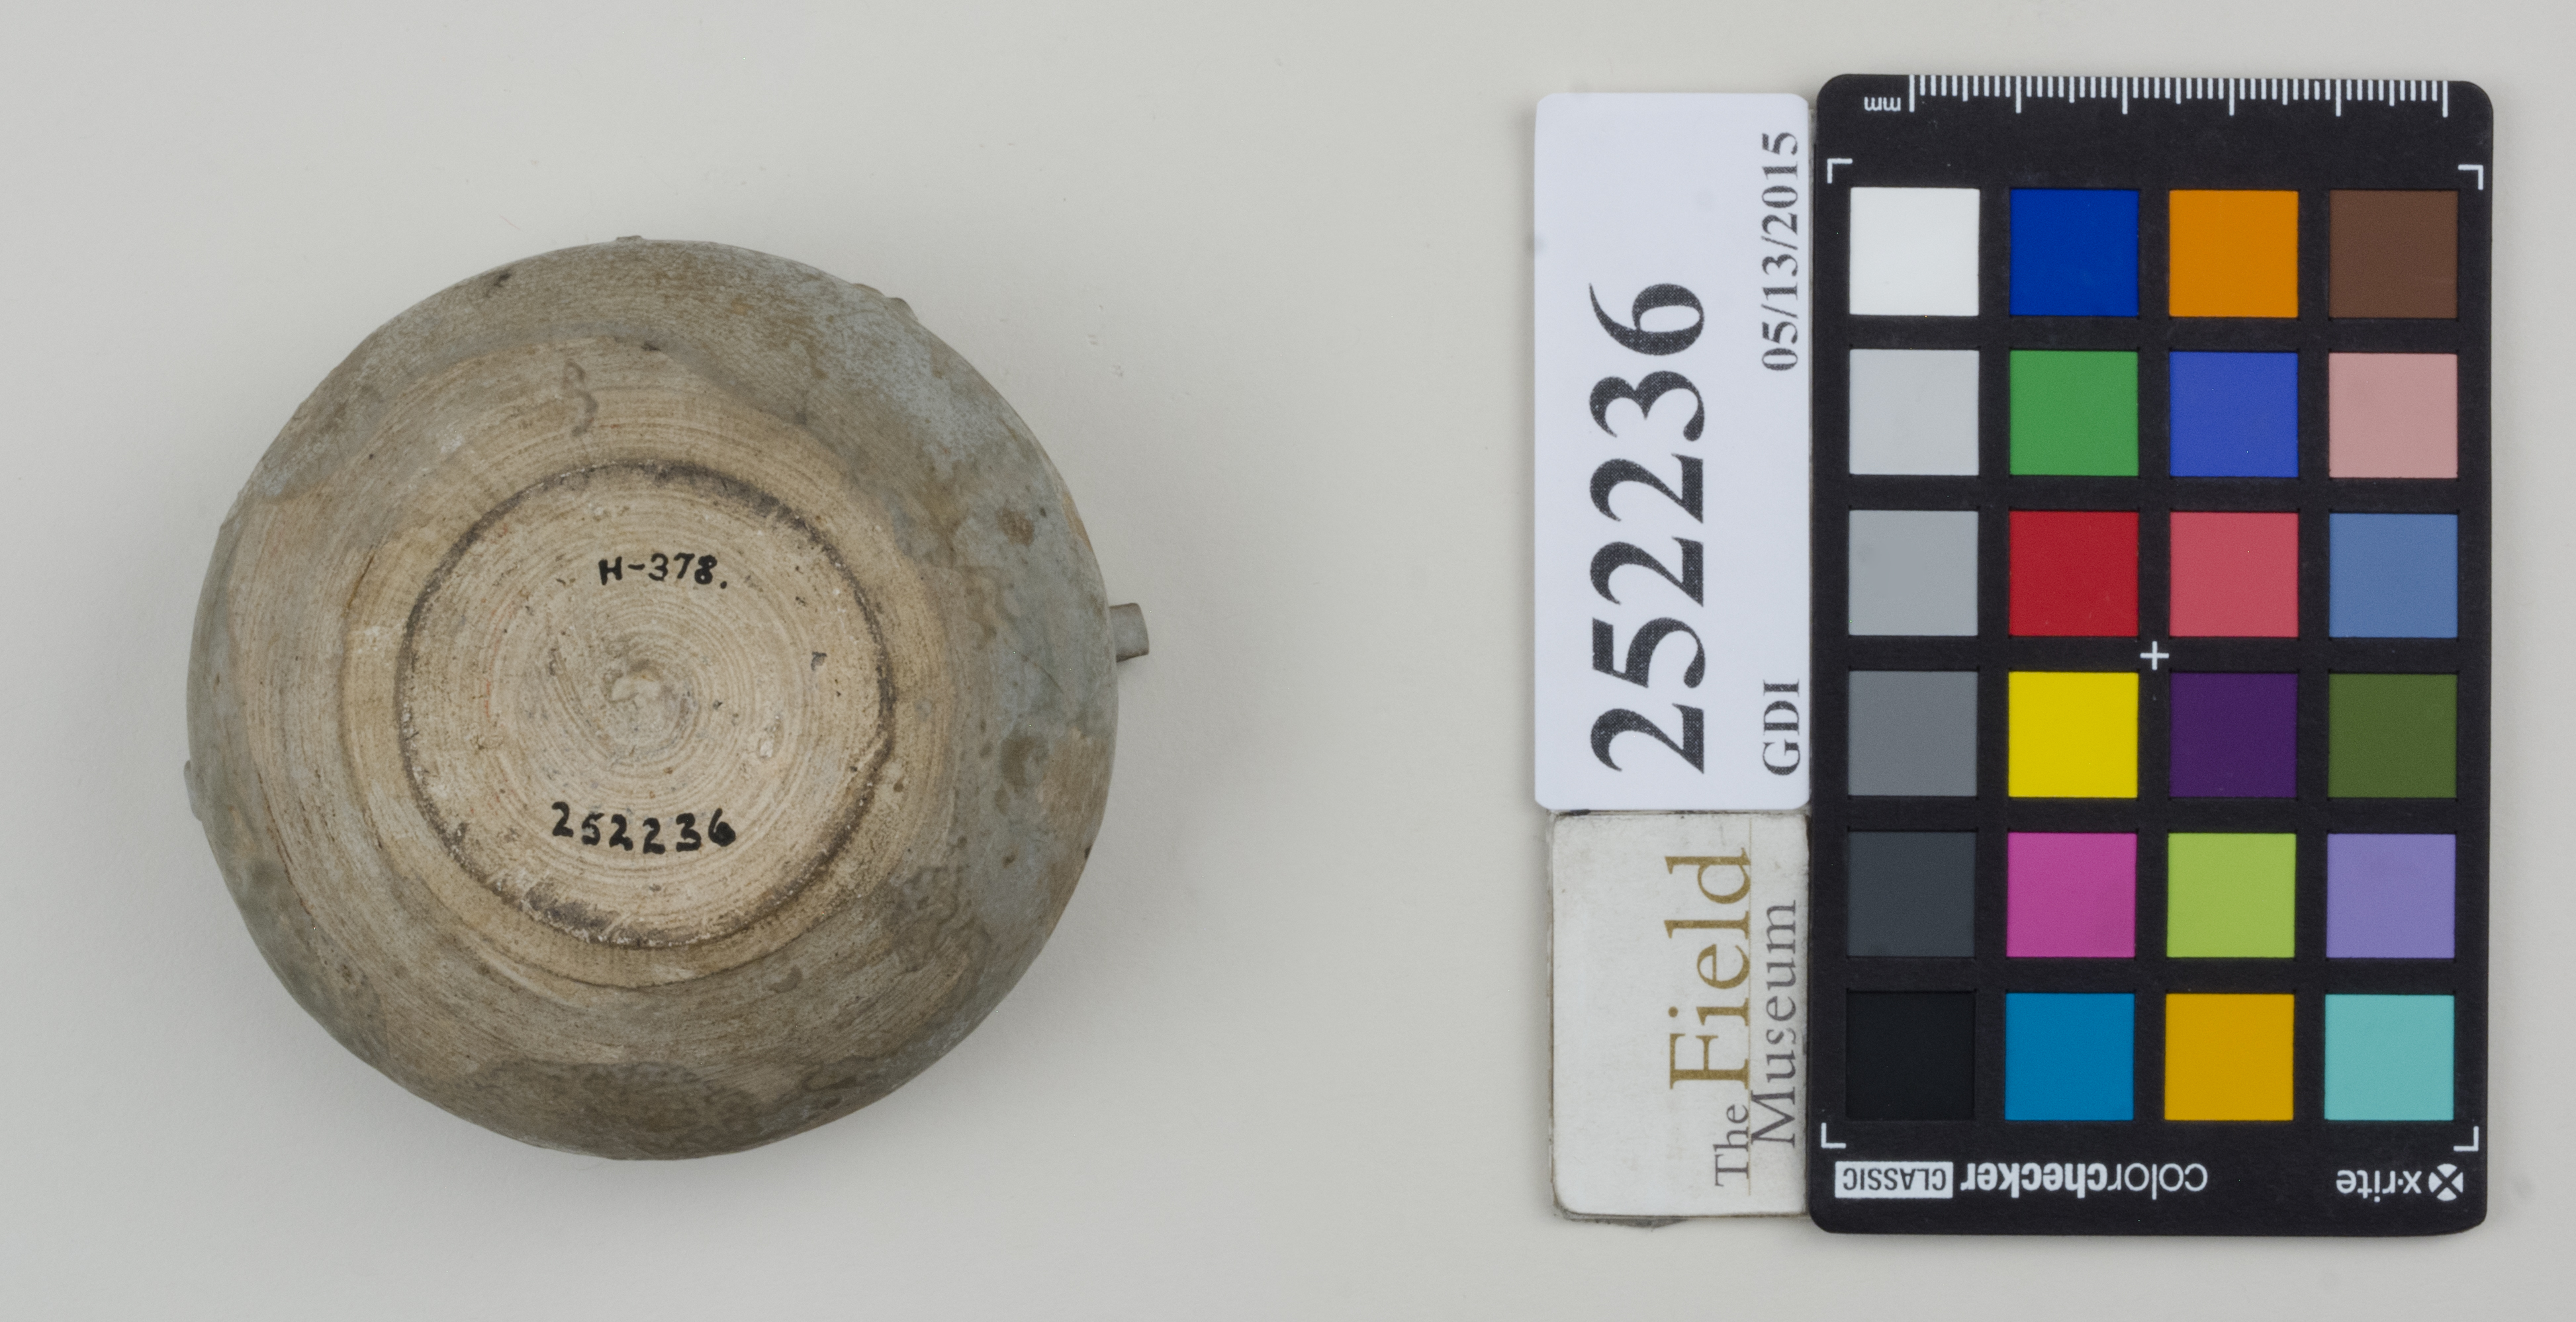 H-378.
252236
252236
GDI 05/13/2015
The Field
Museum
mm
x·rite
colorchecker CLASSIC